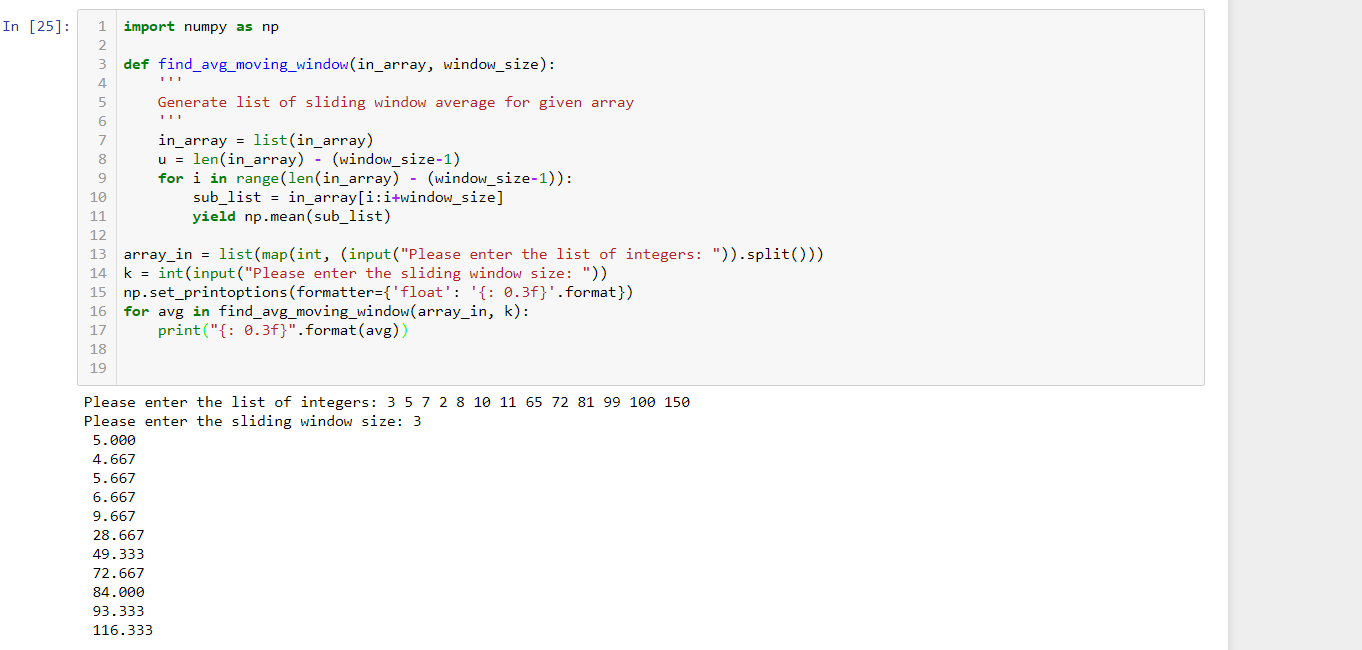 In [25]:
1 import numpy as np
2
3 def find_avg_moving_window(in_array, window_size):
4     '''
5     Generate list of sliding window average for given array
6     '''
7     in_array = list(in_array)
8     u = len(in_array) - (window_size-1)
9     for i in range(len(in_array) - (window_size-1)):
10         sub_list = in_array[i:i+window_size]
11         yield np.mean(sub_list)
12
13 array_in = list(map(int, (input("Please enter the list of integers: ")).split()))
14 k = int(input("Please enter the sliding window size: "))
15 np.set_printoptions(formatter={'float': '{: 0.3f}'.format})
16 for avg in find_avg_moving_window(array_in, k):
17     print("{: 0.3f}".format(avg))
18
19
Please enter the list of integers: 3 5 7 2 8 10 11 65 72 81 99 100 150
Please enter the sliding window size: 3
 5.000
 4.667
 5.667
 6.667
 9.667
 28.667
 49.333
 72.667
 84.000
 93.333
 116.333